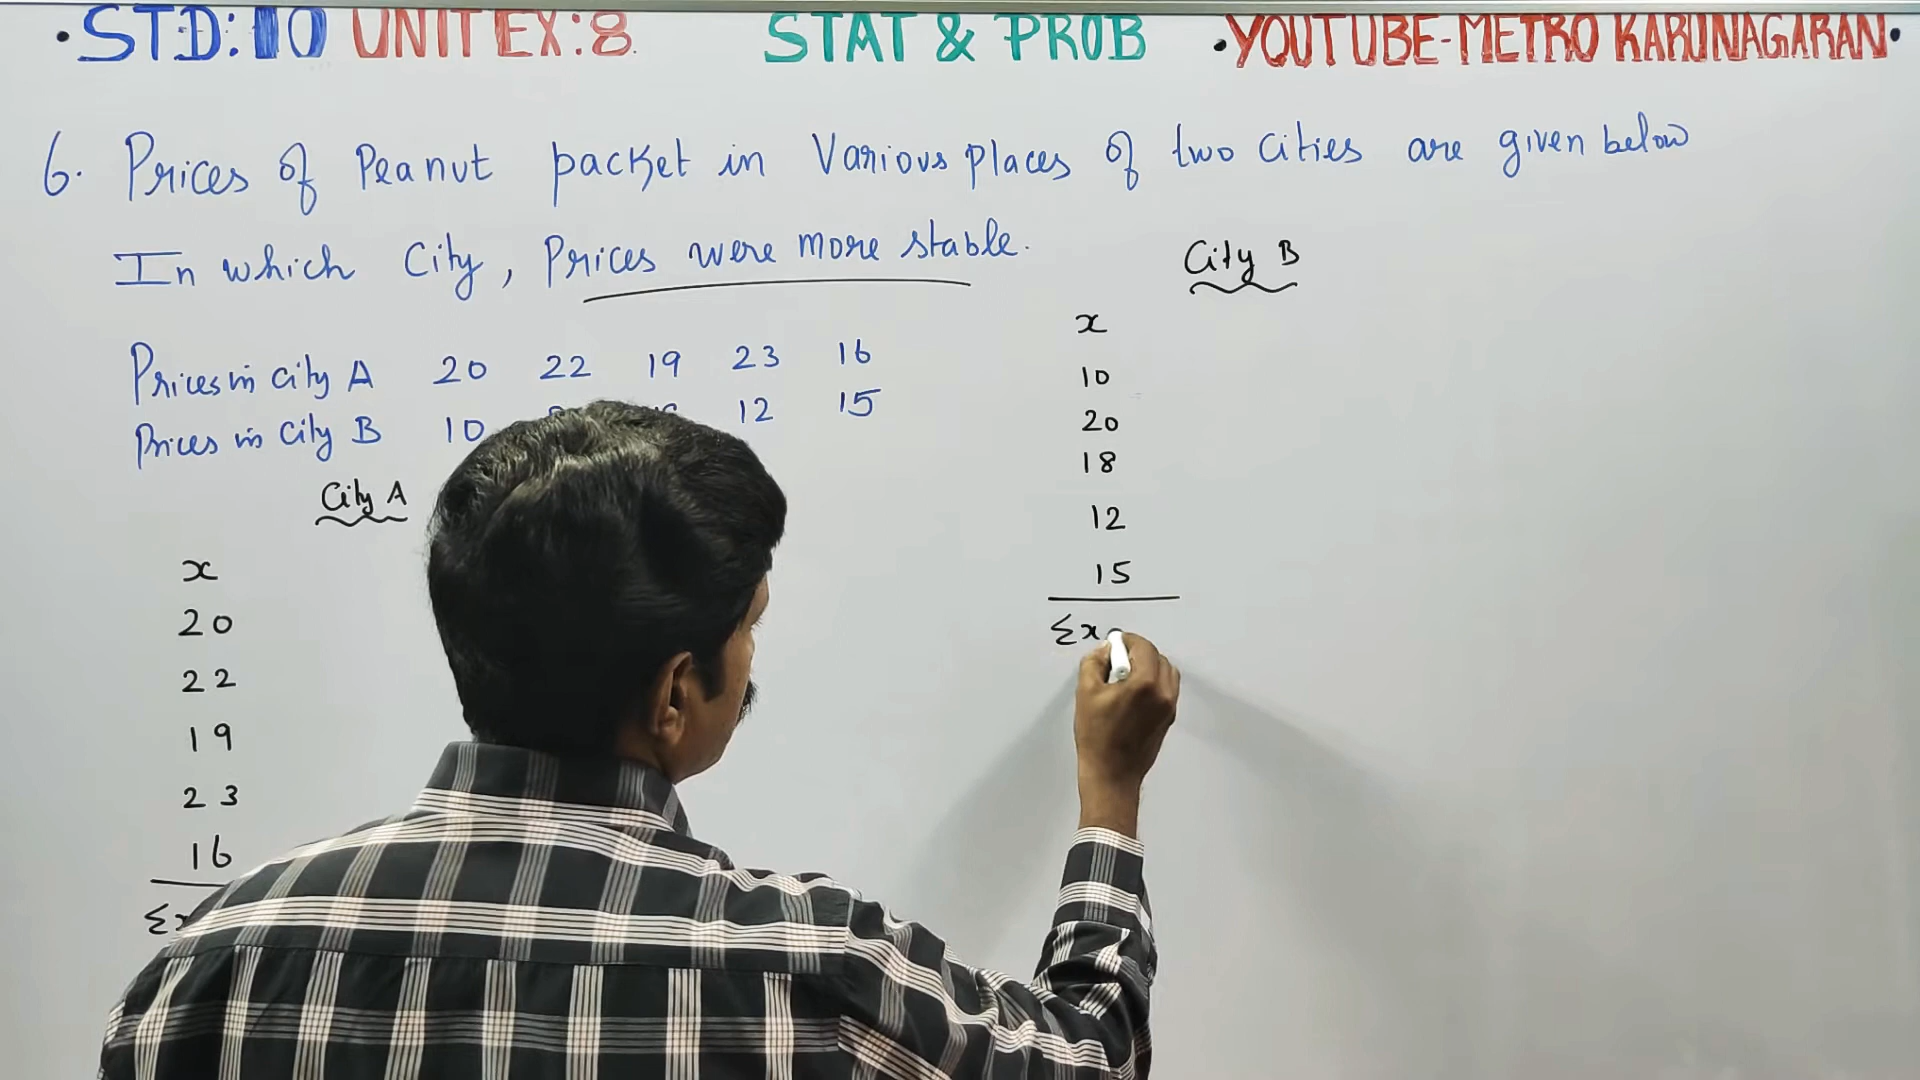 •STD:10 UNIT EX:8 STAT & PROB •YOUTUBE-METRO KARUNAGARAN•
6. Prices of Peanut packet in Various places of two cities are given below
In which City, Prices were more stable.
Prices in city A 20 22 19 23 16
Prices in City B 10 12 15
City A
x
20
22
19
23
16
Σx
City B
x
10
20
18
12
15
Σx